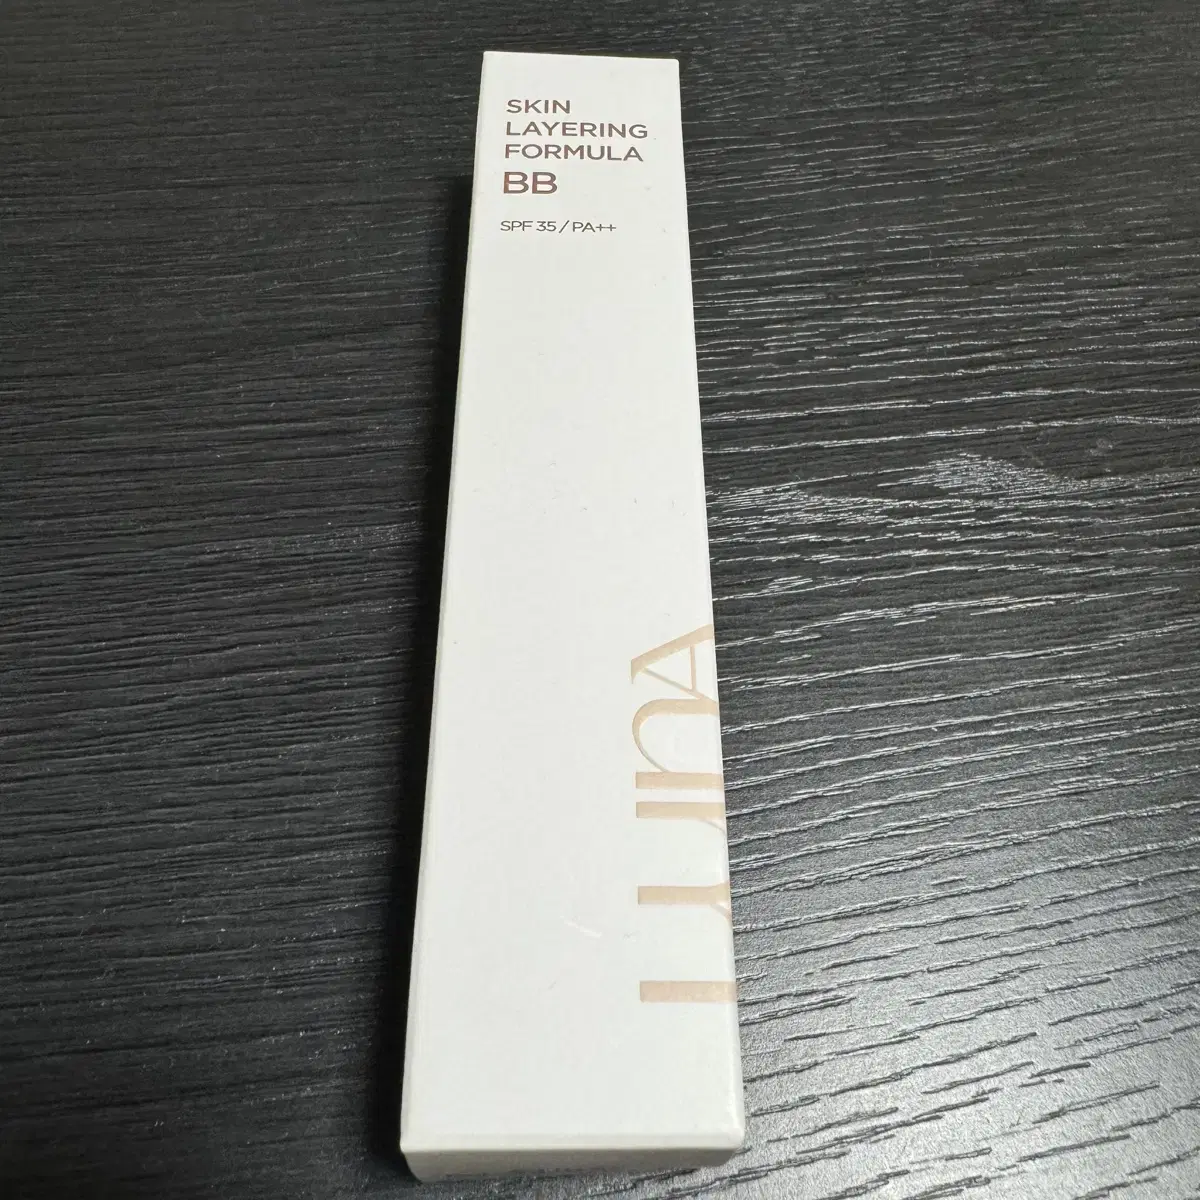 SKIN
LAYERING
FORMULA
BB
SPF 35 / PA++
LUNA